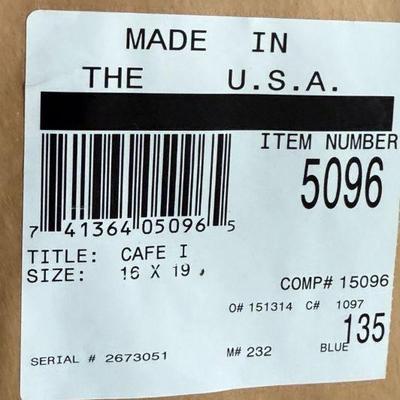 MADE IN
THE U.S.A.
ITEM NUMBER
5096
7 41364 05096 5
TITLE: CAFE I
SIZE: 16 X 19
COMP# 15096
O# 151314 C# 1097
135
SERIAL # 2673051 M# 232 BLUE